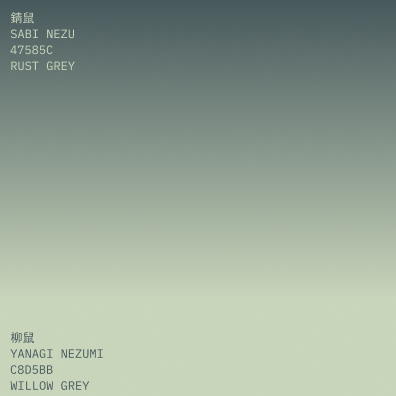 錆鼠
SABI NEZU
47585C
RUST GREY
柳鼠
YANAGI NEZUMI
C8D5BB
WILLOW GREY